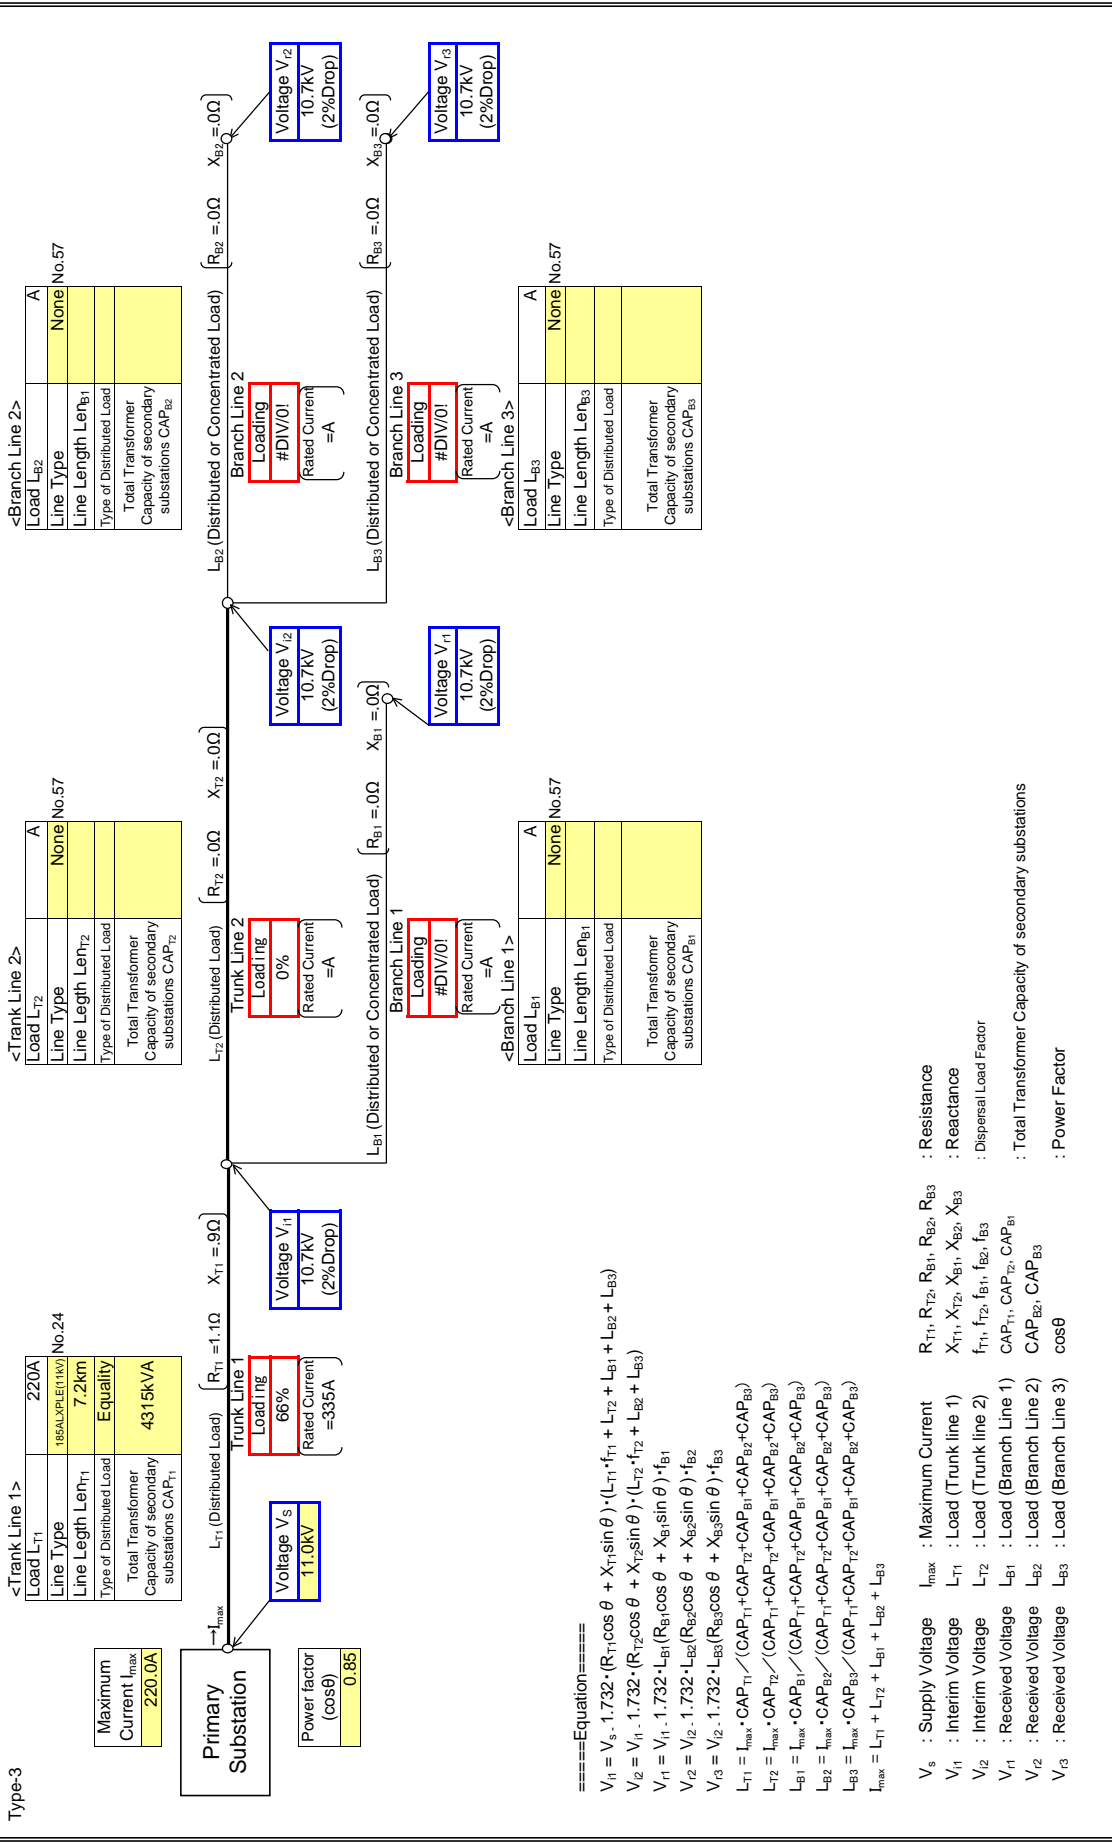 Type-3
Maximum
Current Imax
220.0A
Primary
Substation
→Imax
Power factor
(cosθ)
0.85
Voltage VS
11.0kV
<Trank Line 1>
Load LT1 220A
Line Type 185ALXPLE(11kV) No.24
Line Legth LenT1 7.2km
Type of Distributed Load Equality
Total Transformer
Capacity of secondary
substations CAPT1
4315kVA
LT1 (Distributed Load) RT1 =1.1Ω XT1 =.9Ω
Trunk Line 1
Loading
66%
Rated Current
=335A
Voltage Vi1
10.7kV
(2%Drop)
<Trank Line 2>
Load LT2 A
Line Type None No.57
Line Length LenT2
Type of Distributed Load
Total Transformer
Capacity of secondary
substations CAPT2
LT2 (Distributed Load) RT2 =.0Ω XT2 =.0Ω
Trunk Line 2
Loading
0%
Rated Current
=A
Voltage Vi2
10.7kV
(2%Drop)
LB1 (Distributed or Concentrated Load) RB1 =.0Ω XB1 =.0Ω
Branch Line 1
Loading
#DIV/0!
Rated Current
=A
Voltage Vr1
10.7kV
(2%Drop)
<Branch Line 1>
Load LB1 A
Line Type None No.57
Line Length LenB1
Type of Distributed Load
Total Transformer
Capacity of secondary
substations CAPB1
<Branch Line 2>
Load LB2 A
Line Type None No.57
Line Length LenB1
Type of Distributed Load
Total Transformer
Capacity of secondary
substations CAPB2
LB2 (Distributed or Concentrated Load) RB2 =.0Ω XB2 =.0Ω
Branch Line 2
Loading
#DIV/0!
Rated Current
=A
Voltage Vr2
10.7kV
(2%Drop)
LB3 (Distributed or Concentrated Load) RB3 =.0Ω XB3 =.0Ω
Branch Line 3
Loading
#DIV/0!
Rated Current
=A
Voltage Vr3
10.7kV
(2%Drop)
<Branch Line 3>
Load LB3 A
Line Type None No.57
Line Length LenB3
Type of Distributed Load
Total Transformer
Capacity of secondary
substations CAPB3
=====Equation=====
Vi1 = Vs - 1.732・(RT1cos θ + XT1sin θ)・(LT1・fT1 + LT2 + LB1 + LB2 + LB3)
Vi2 = Vi1 - 1.732・(RT2cos θ + XT2sin θ)・(LT2・fT2 + LB2 + LB3)
Vr1 = Vi1 - 1.732・LB1(RB1cos θ + XB1sin θ)・fB1
Vr2 = Vi2 - 1.732・LB2(RB2cos θ + XB2sin θ)・fB2
Vr3 = Vi2 - 1.732・LB3(RB3cos θ + XB3sin θ)・fB3
LT1 = Imax・CAPT1／(CAPT1+CAPT2+CAPB1+CAPB2+CAPB3)
LT2 = Imax・CAPT2／(CAPT1+CAPT2+CAPB1+CAPB2+CAPB3)
LB1 = Imax・CAPB1／(CAPT1+CAPT2+CAPB1+CAPB2+CAPB3)
LB2 = Imax・CAPB2／(CAPT1+CAPT2+CAPB1+CAPB2+CAPB3)
LB3 = Imax・CAPB3／(CAPT1+CAPT2+CAPB1+CAPB2+CAPB3)
Imax = LT1 + LT2 + LB1 + LB2 + LB3
Vs : Supply Voltage Imax : Maximum Current RT1, RT2, RB1, RB2, RB3 : Resistance
Vi1 : Interim Voltage LT1 : Load (Trunk line 1) XT1, XT2, XB1, XB2, XB3 : Reactance
Vi2 : Interim Voltage LT2 : Load (Trunk line 2) fT1, fT2, fB1, fB2, fB3 : Dispersal Load Factor
Vr1 : Received Voltage LB1 : Load (Branch Line 1) CAPT1, CAPT2, CAPB1
Vr2 : Received Voltage LB2 : Load (Branch Line 2) CAPB2, CAPB3 : Total Transformer Capacity of secondary substations
Vr3 : Received Voltage LB3 : Load (Branch Line 3) cosθ : Power Factor